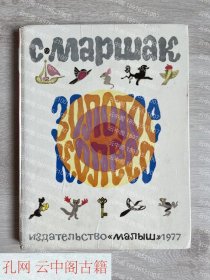 С. Маршак
ЗОЛОТОЕ
КОЛЕСО
ИЗДАТЕЛЬСТВО «МАЛЫШ» 1977
孔网 云中阁古籍